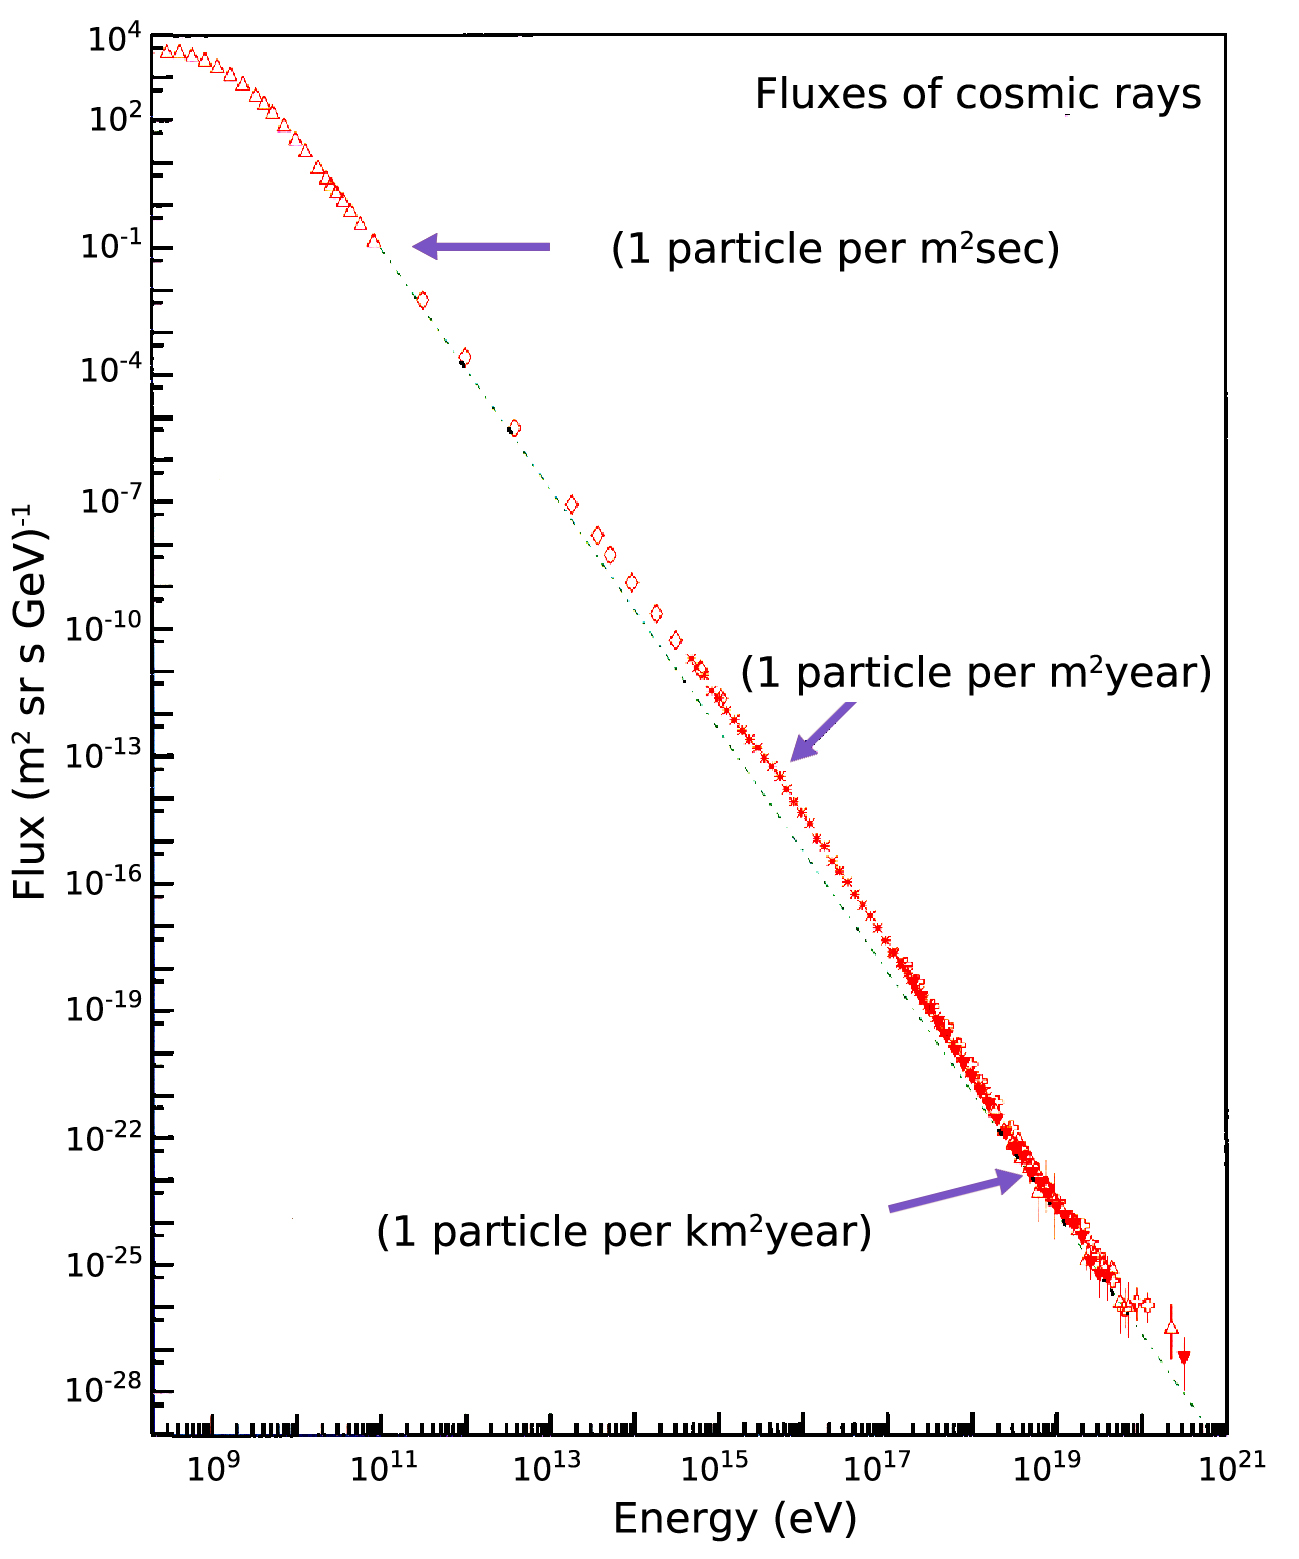 Fluxes of cosmic rays
(1 particle per m²sec)
(1 particle per m²year)
(1 particle per km²year)
Flux (m² sr s GeV)⁻¹
10⁴
10²
10⁻¹
10⁻⁴
10⁻⁷
10⁻¹⁰
10⁻¹³
10⁻¹⁶
10⁻¹⁹
10⁻²²
10⁻²⁵
10⁻²⁸
10⁹ 10¹¹ 10¹³ 10¹⁵ 10¹⁷ 10¹⁹ 10²¹
Energy (eV)